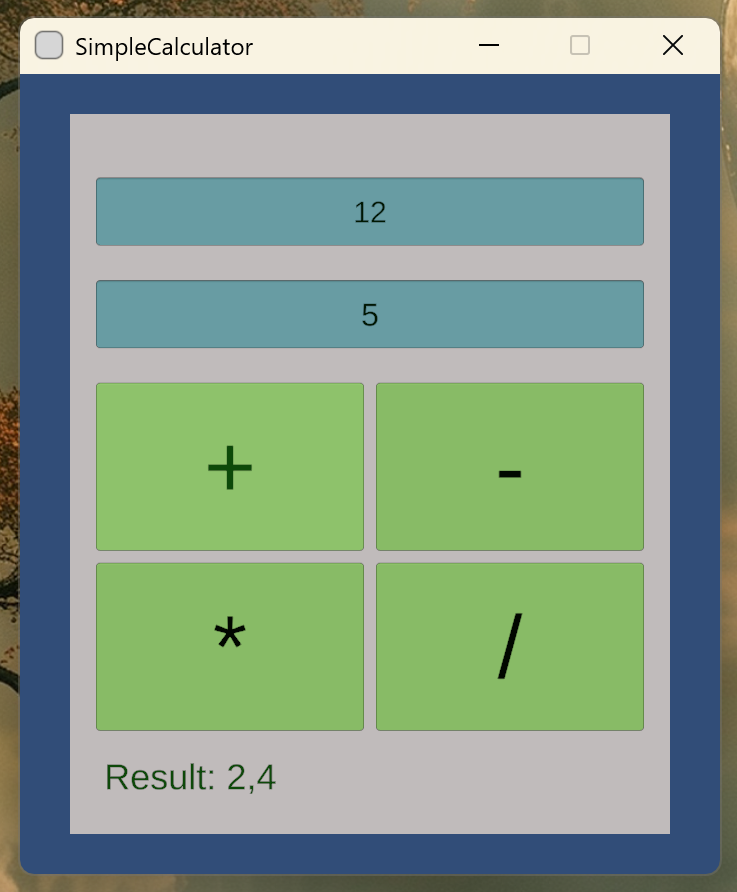 SimpleCalculator
12
5
+ -
* /
Result: 2,4